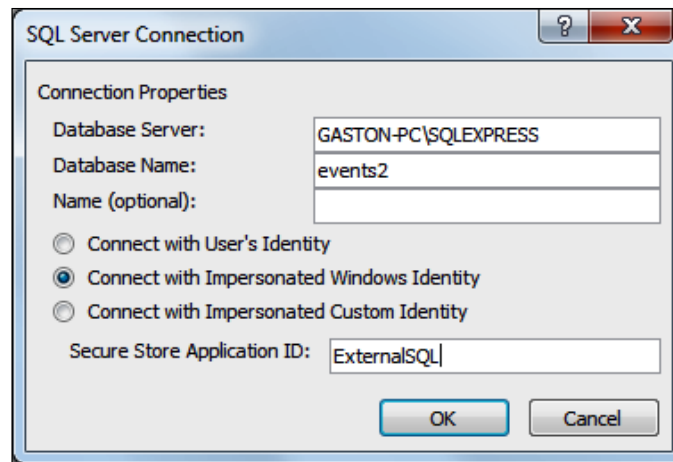 SQL Server Connection
Connection Properties
Database Server: GASTON-PC\SQLEXPRESS
Database Name: events2
Name (optional):
Connect with User's Identity
Connect with Impersonated Windows Identity
Connect with Impersonated Custom Identity
Secure Store Application ID: ExternalSQL
OK Cancel